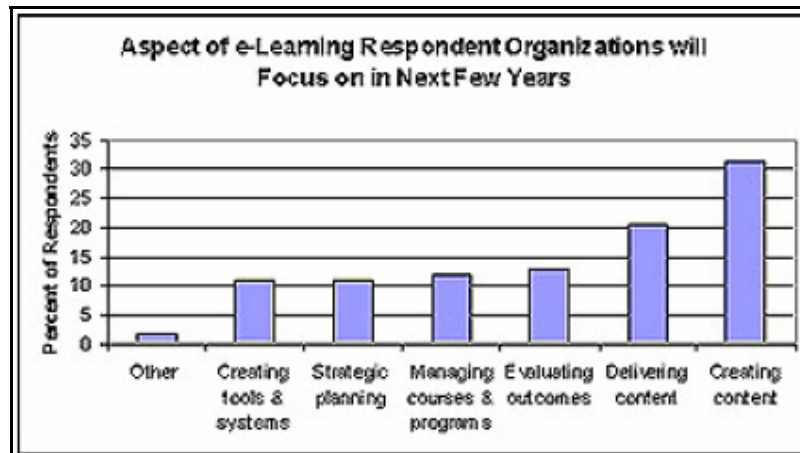 Aspect of e-Learning Respondent Organizations will
Focus on in Next Few Years
Percent of Respondents
35
30
25
20
15
10
5
0
Other
Creating
tools &
systems
Strategic
planning
Managing
courses &
programs
Evaluating
outcomes
Delivering
content
Creating
content